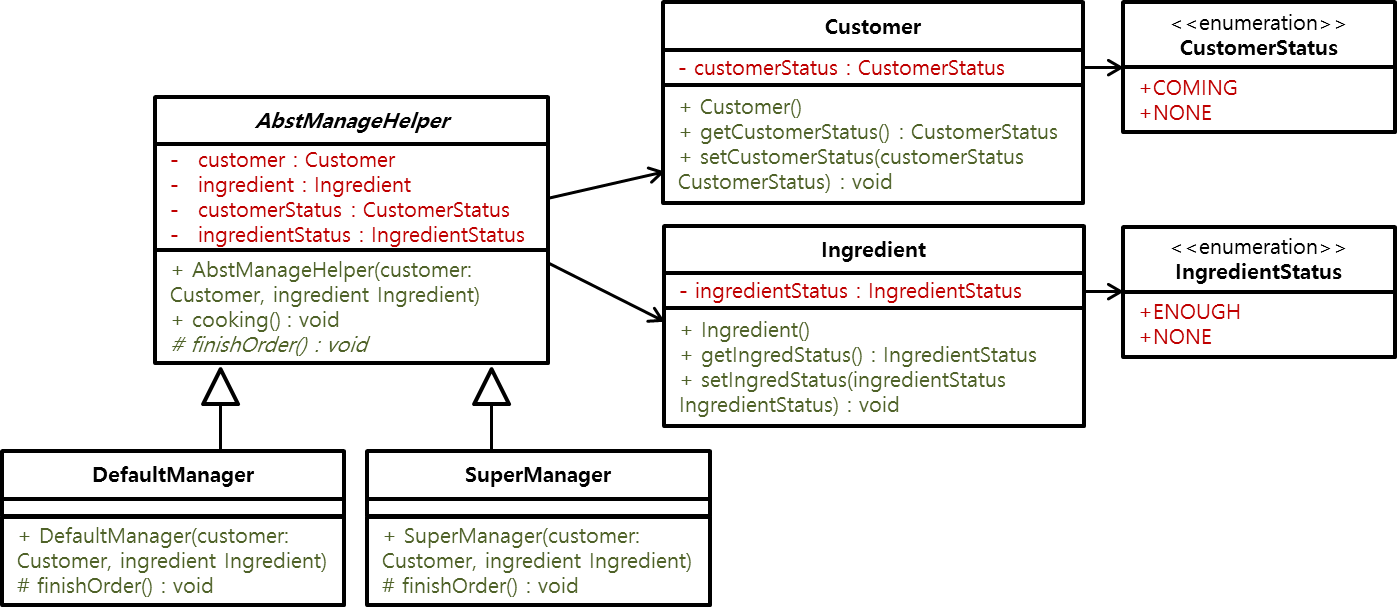 AbstManageHelper
- customer : Customer
- ingredient : Ingredient
- customerStatus : CustomerStatus
- ingredientStatus : IngredientStatus
+ AbstManageHelper(customer:
Customer, ingredient Ingredient)
+ cooking() : void
# finishOrder() : void
Customer
- customerStatus : CustomerStatus
+ Customer()
+ getCustomerStatus() : CustomerStatus
+ setCustomerStatus(customerStatus
CustomerStatus) : void
<<enumeration>>
CustomerStatus
+COMING
+NONE
Ingredient
- ingredientStatus : IngredientStatus
+ Ingredient()
+ getIngredStatus() : IngredientStatus
+ setIngredStatus(ingredientStatus
IngredientStatus) : void
<<enumeration>>
IngredientStatus
+ENOUGH
+NONE
DefaultManager
+ DefaultManager(customer:
Customer, ingredient Ingredient)
# finishOrder() : void
SuperManager
+ SuperManager(customer:
Customer, ingredient Ingredient)
# finishOrder() : void